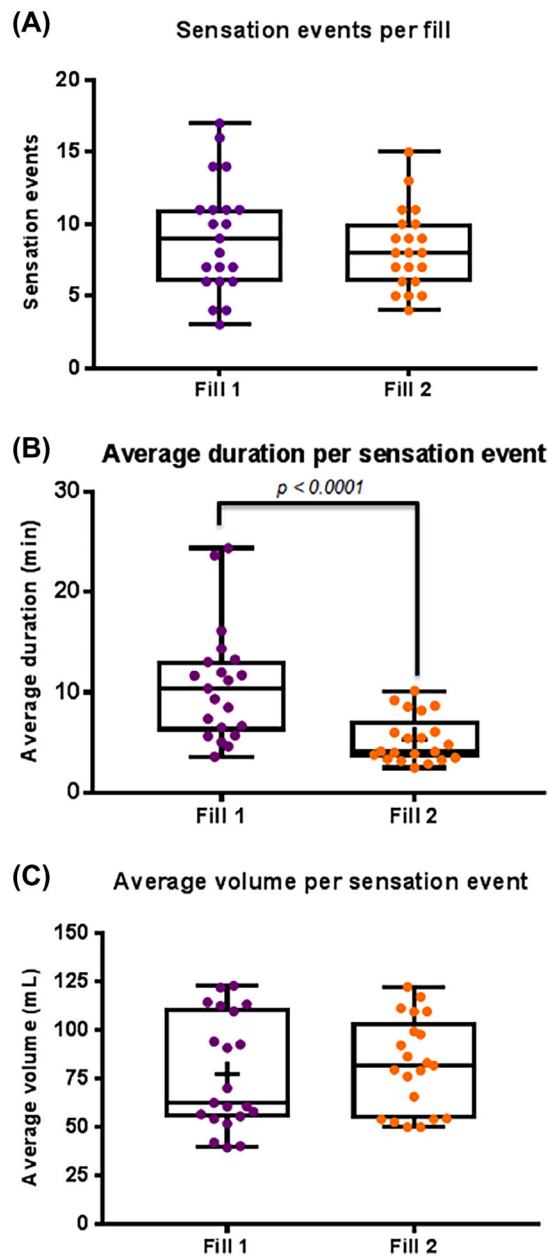 (A)
Sensation events per fill
20
15
10
5
0
Sensation events
Fill 1 Fill 2
(B)
Average duration per sensation event
p < 0.0001
30
20
10
0
Average duration (min)
Fill 1 Fill 2
(C)
Average volume per sensation event
150
125
100
75
50
25
0
Average volume (mL)
Fill 1 Fill 2